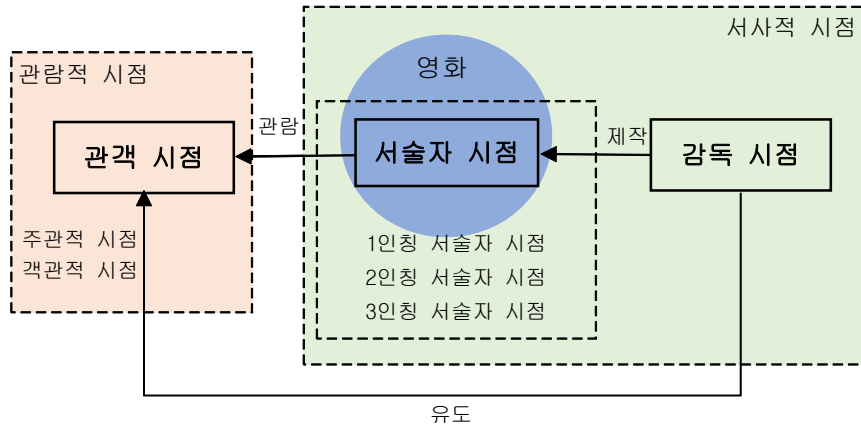 서사적 시점
관람적 시점
영화
관람
제작
관객 시점
서술자 시점
감독 시점
주관적 시점
객관적 시점
1인칭 서술자 시점
2인칭 서술자 시점
3인칭 서술자 시점
유도